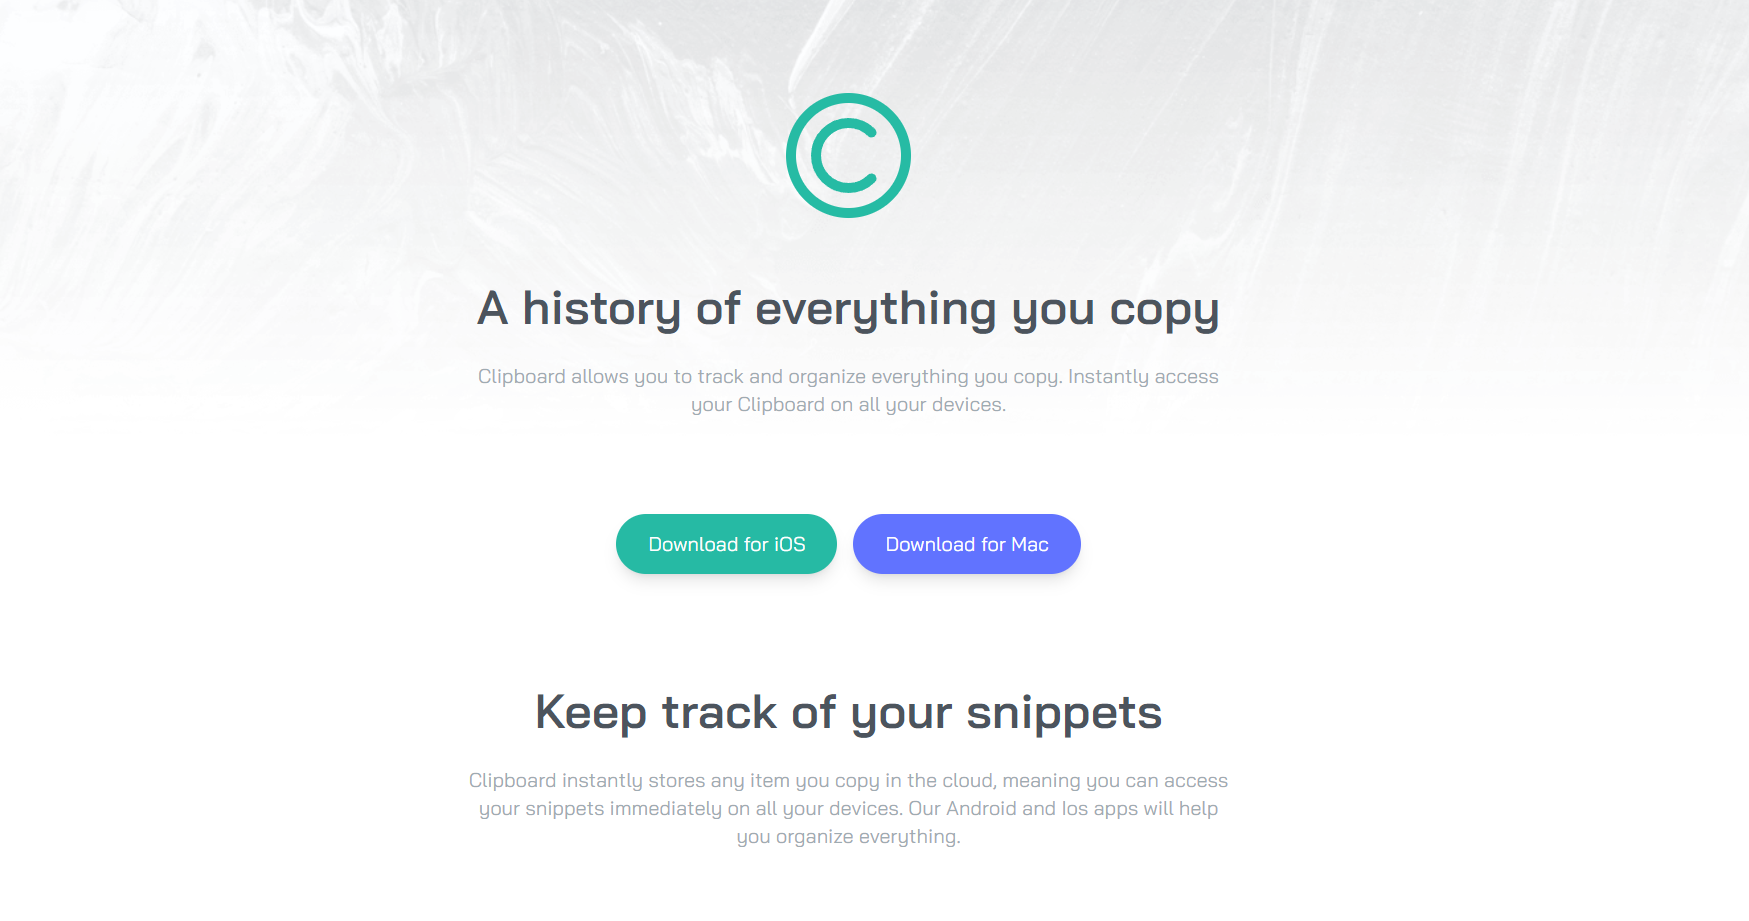 C
A history of everything you copy
Clipboard allows you to track and organize everything you copy. Instantly access
your Clipboard on all your devices.
Download for iOS
Download for Mac
Keep track of your snippets
Clipboard instantly stores any item you copy in the cloud, meaning you can access
your snippets immediately on all your devices. Our Android and Ios apps will help
you organize everything.